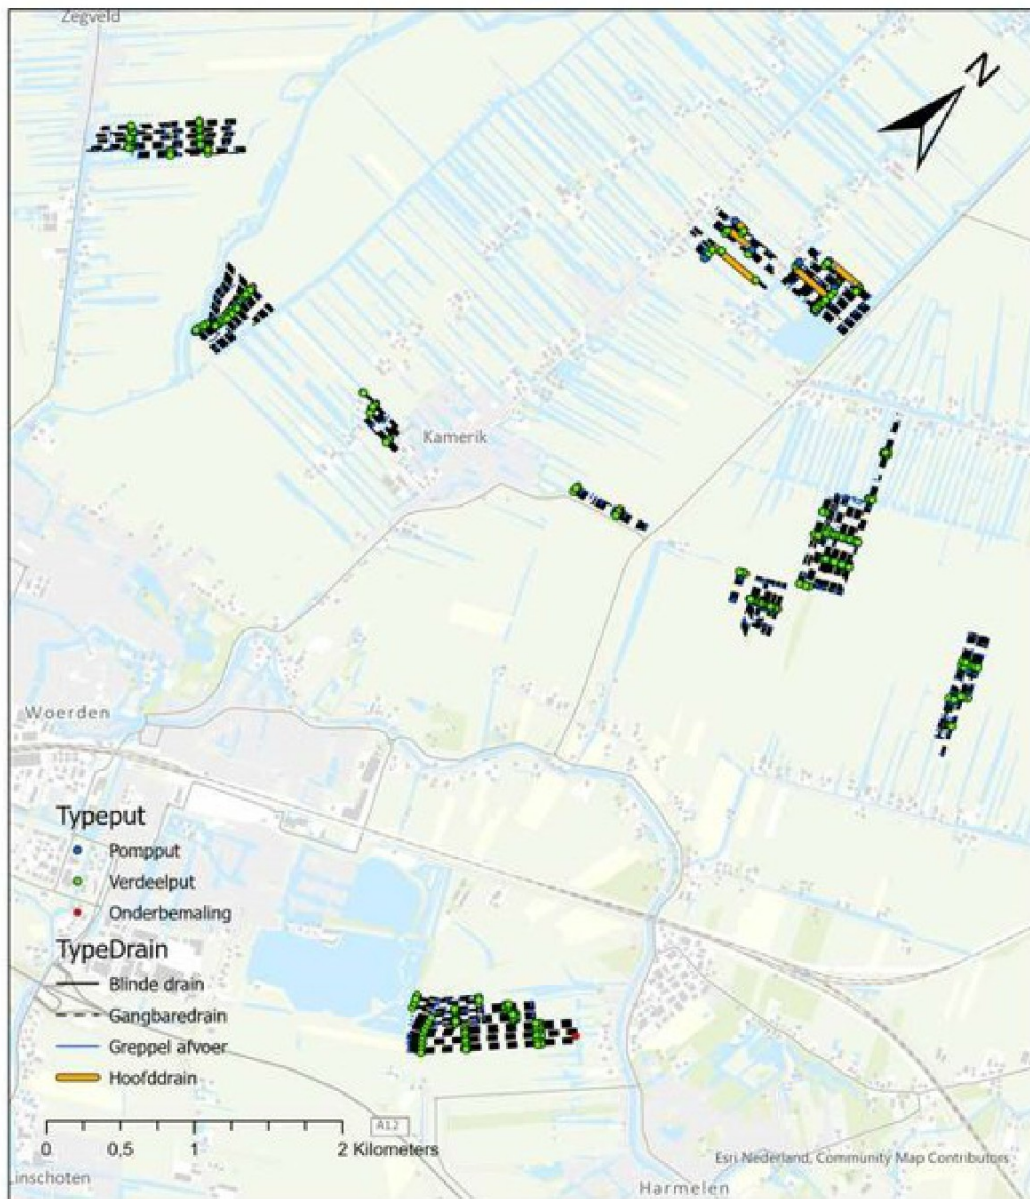 Zegveld
N
Kamerik
Woerden
Typeput
Pompput
Verdeelput
Onderbemaling
TypeDrain
Blinde drain
Gangbaredrain
Greppel afvoer
Hoofddrain
A12
0 0.5 1 2 Kilometers
Esri Nederland, Community Map Contributors
Linschoten
Harmelen